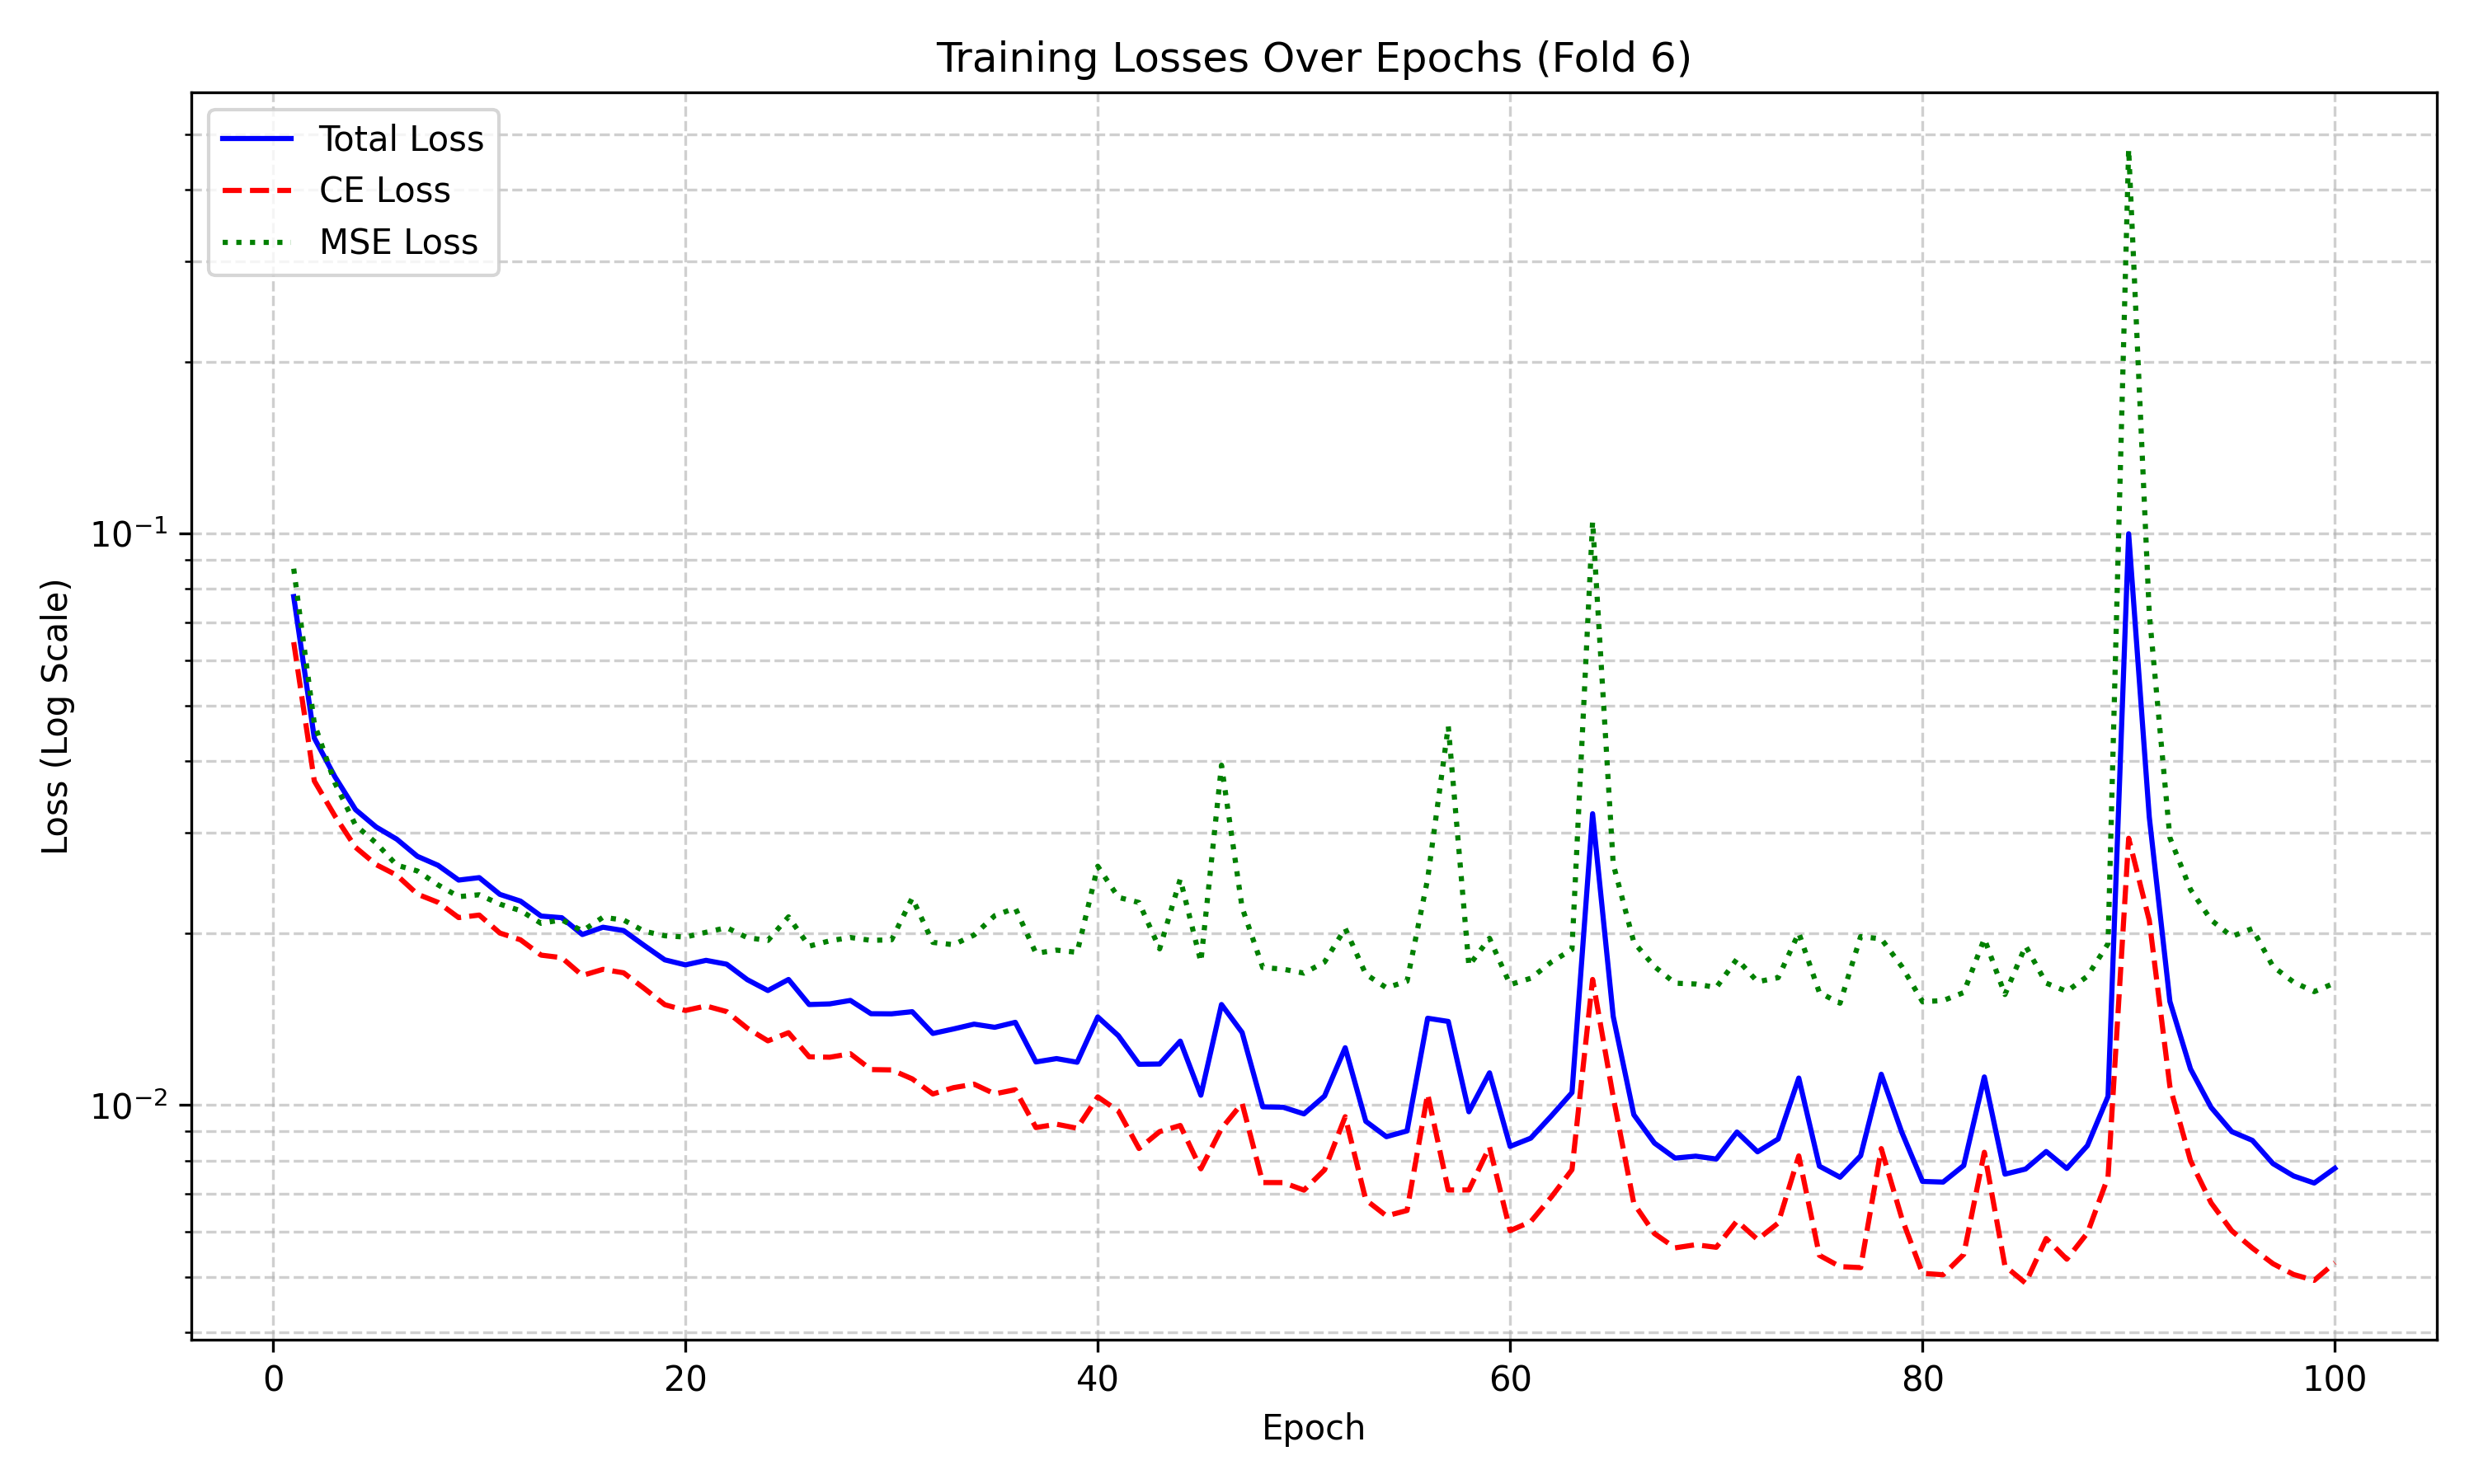 Training Losses Over Epochs (Fold 6)
Total Loss
CE Loss
MSE Loss
Loss (Log Scale)
10⁻¹
10⁻²
0 20 40 60 80 100
Epoch